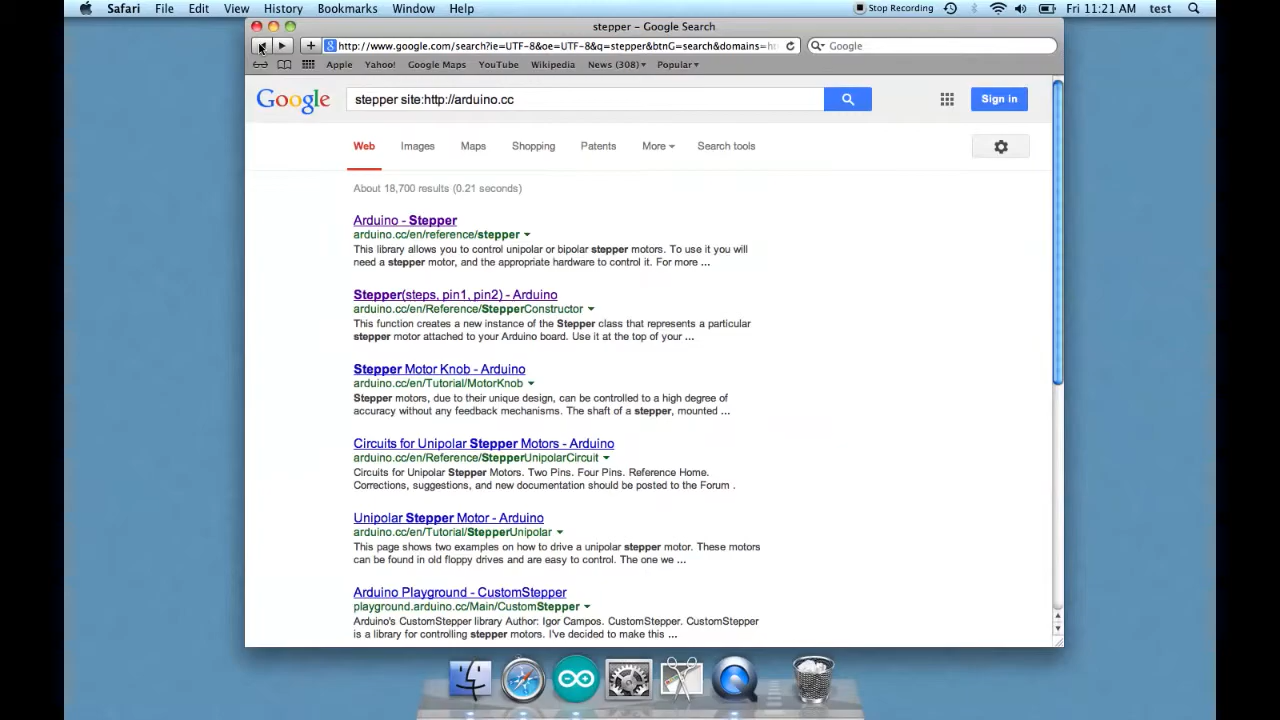 Safari File Edit View History Bookmarks Window Help Stop Recording Fri 11:21 AM test
stepper - Google Search
http://www.google.com/search?ie=UTF-8&oe=UTF-8&q=stepper&btnG=search&domains=ht Google
Apple Yahoo! Google Maps YouTube Wikipedia News (308) Popular
Google stepper site:http://arduino.cc Sign in
Web Images Maps Shopping Patents More Search tools
About 18,700 results (0.21 seconds)
Arduino - Stepper
arduino.cc/en/reference/stepper
This library allows you to control unipolar or bipolar stepper motors. To use it you will
need a stepper motor, and the appropriate hardware to control it. For more ...
Stepper(steps, pin1, pin2) - Arduino
arduino.cc/en/Reference/StepperConstructor
This function creates a new instance of the Stepper class that represents a particular
stepper motor attached to your Arduino board. Use it at the top of your ...
Stepper Motor Knob - Arduino
arduino.cc/en/Tutorial/MotorKnob
Stepper motors, due to their unique design, can be controlled to a high degree of
accuracy without any feedback mechanisms. The shaft of a stepper, mounted ...
Circuits for Unipolar Stepper Motors - Arduino
arduino.cc/en/Reference/StepperUnipolarCircuit
Circuits for Unipolar Stepper Motors. Two Pins. Four Pins. Reference Home.
Corrections, suggestions, and new documentation should be posted to the Forum .
Unipolar Stepper Motor - Arduino
arduino.cc/en/Tutorial/StepperUnipolar
This page shows two examples on how to drive a unipolar stepper motor. These motors
can be found in old floppy drives and are easy to control. The one we ...
Arduino Playground - CustomStepper
playground.arduino.cc/Main/CustomStepper
Arduino's CustomStepper library Author: Igor Campos. CustomStepper. CustomStepper
is a library for controlling stepper motors. I've decided to make this ...